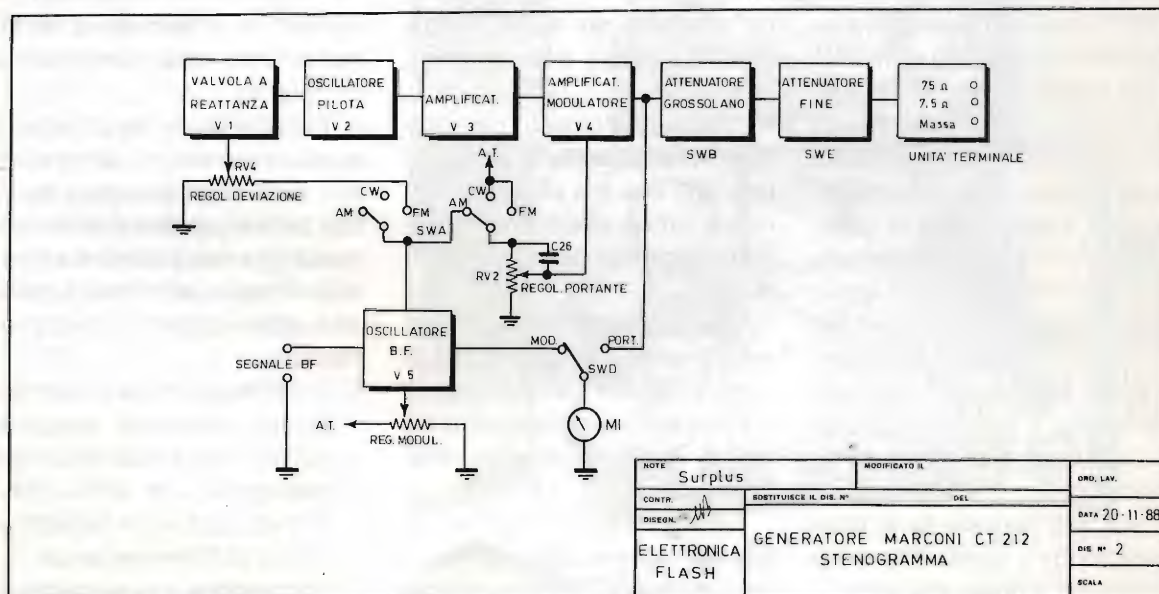 VALVOLA A
REATTANZA
V 1
OSCILLATORE
PILOTA
V 2
AMPLIFICAT.
V 3
AMPLIFICAT.
MODULATORE
V 4
ATTENUATORE
GROSSOLANO
SWB
ATTENUATORE
FINE
SWE
75 Ω
7.5 Ω
Massa
UNITA' TERMINALE
RV4
REGOL DEVIAZIONE
CW
AM
FM
SWA
A.T.
CW
AM
FM
C26
RV2
REGOL. PORTANTE
OSCILLATORE
B.F.
V 5
SEGNALE BF
MOD.
PORT.
SWD
MI
A.T.
REG. MODUL.
NOTE
Surplus
MODIFICATO IL
ORD. LAV.
CONTR.
SOSTITUISCE IL DIS. N°
DEL
DISEGN.
DATA 20-11-88
ELETTRONICA
FLASH
GENERATORE MARCONI CT 212
STENOGRAMMA
DIS N° 2
SCALA